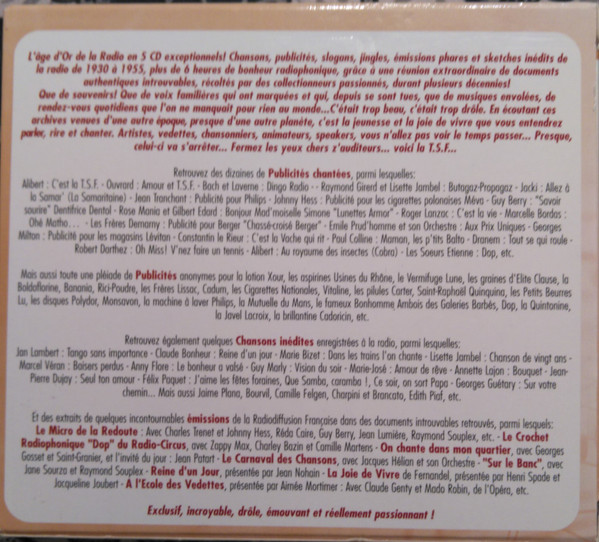 L'âge d'Or de la Radio en 5 CD exceptionnels! Chansons, publicités, slogans, jingles, émissions phares et sketches inédits de
la radio de 1930 à 1955, plus de 6 heures de bonheur radiophonique, grâce à une réunion extraordinaire de documents
authentiques introuvables, récoltés par des collectionneurs passionnés, durant plusieurs décennies!
Que de souvenirs! Que de voix familières qui ont marquées et qui, depuis se sont tues, que de musiques envolées, de
rendez-vous quotidiens que l'on ne manquait pour rien au monde...C'était trop beau, c'était trop drôle. En écoutant ces
archives venues d'une autre époque, presque d'une autre planète, c'est la jeunesse et la joie de vivre que vous entendrez
parler, rire et chanter. Artistes, vedettes, chansonniers, animateurs, speakers, vous n'allez pas voir le temps passer... Presque,
celui-ci va s'arrêter... Fermez les yeux chers z'auditeurs... voici la T.S.F...
Retrouvez des dizaines de Publicités chantées, parmi lesquelles:
Alibert : C'est la T.S.F. - Ouvrard : Amour et T.S.F. - Bach et Laverne : Dingo Radio - - Raymond Girerd et Lisette Jambel : Butagaz-Propagaz - Jacki : Allez à
la Samar' (La Samaritaine) - Jean Tranchant : Publicité pour Philips - Johnny Hess : Publicité pour les cigarettes polonaises Méva - Guy Berry : "Savoir
sourire" Dentifrice Dental - Rose Mania et Gilbert Edard : Bonjour Mad'moiselle Simone "Lunettes Armor" - Roger Lanzac : C'est la vie - Marcelle Bordas :
Ohé Matho... - Les Frères Demarny : Publicité pour Berger "Chassé-croisé Berger" - Emile Prud'homme et son Orchestre : Aux Prix Uniques - Georges
Milton : Publicité pour les magasins Lévitan - Constantin le Rieur : C'est la Vache qui rit - Paul Colline : Maman, les p'tits Balto - Dranem : Tout se qui roule -
Robert Darthez : Oh Miss! V'nez faire un tennis - Alibert : Au royaume des insectes (Cobra) - Les Soeurs Etienne : Dop, etc.
Mais aussi toute une pléiade de Publicités anonymes pour la lotion Xour, les aspirines Usines du Rhône, le Vermifuge Lune, les graines d'Elite Clause, la
Boldoflorine, Banania, Ricj-Poudre, les Frères Lissac, Cadum, les Cigarettes Nationales, Vitaline, les pilules Carter, Saint-Raphoël Quinquina, les Petits Beurres
Lu, les disques Polydor, Monsavon, la machine à laver Philips, la Mutuelle du Mans, le fameux Bonhomme Ambois des Galeries Barbès, Dop, la Quintonine,
la Javel Lacroix, la brillantine Cadoricin, etc.
Retrouvez également quelques Chansons inédites enregistrées à la radio, parmi lesquelles:
Jan Lambert : Tango sans importance - Claude Bonheur : Reine d'un jour - Marie Bizet : Dans les trains l'on chante - Lisette Jambel : Chanson de vingt ans -
Marcel Véran : Baisers perdus - Anny Flore : Le bonheur a valsé - Guy Marly : Vision du soir - Marie-José : Amour de rêve - Annette Lajon : Bouquet - Jean-
Pierre Dujay : Seul ton amour - Félix Paquet : J'aime les fêtes foraines, Que Samba, caramba !, Ce soir, on sort Papa - Georges Guétary : Sur votre
chemin... Mais aussi Jaime Plana, Bourvil, Camille Felgen, Charpini et Brancato, Edith Piaf, etc.
Et des extraits de quelques incontournables émissions de la Radiodiffusion Française dans des documents introuvables retrouvés, parmi lesquels:
Le Micro de la Redoute : Avec Charles Trenet et Johnny Hess, Réda Caire, Guy Berry, Jean Lumière, Raymond Souplex, etc. - Le Crochet
Radiophonique "Dop" du Radio-Circus, avec Zappy Max, Charley Bazin et Camille Martens - On chante dans mon quartier, avec Georges
Gosset et Saint-Granier, et l'invité du jour : Jean Patart - Le Carnaval des Chansons, avec Jacques Hélian et son Orchestre - "Sur le Banc", avec
Jane Sourza et Raymond Souplex - Reine d'un Jour, présentée par Jean Nohain - La Joie de Vivre de Fernandel, présentée par Henri Spade et
Jacqueline Joubert - A l'Ecole des Vedettes, présentée par Aimée Mortimer : Avec Claude Genty et Mado Robin, de l'Opéra, etc.
Exclusif, incroyable, drôle, émouvant et réellement passionnant !